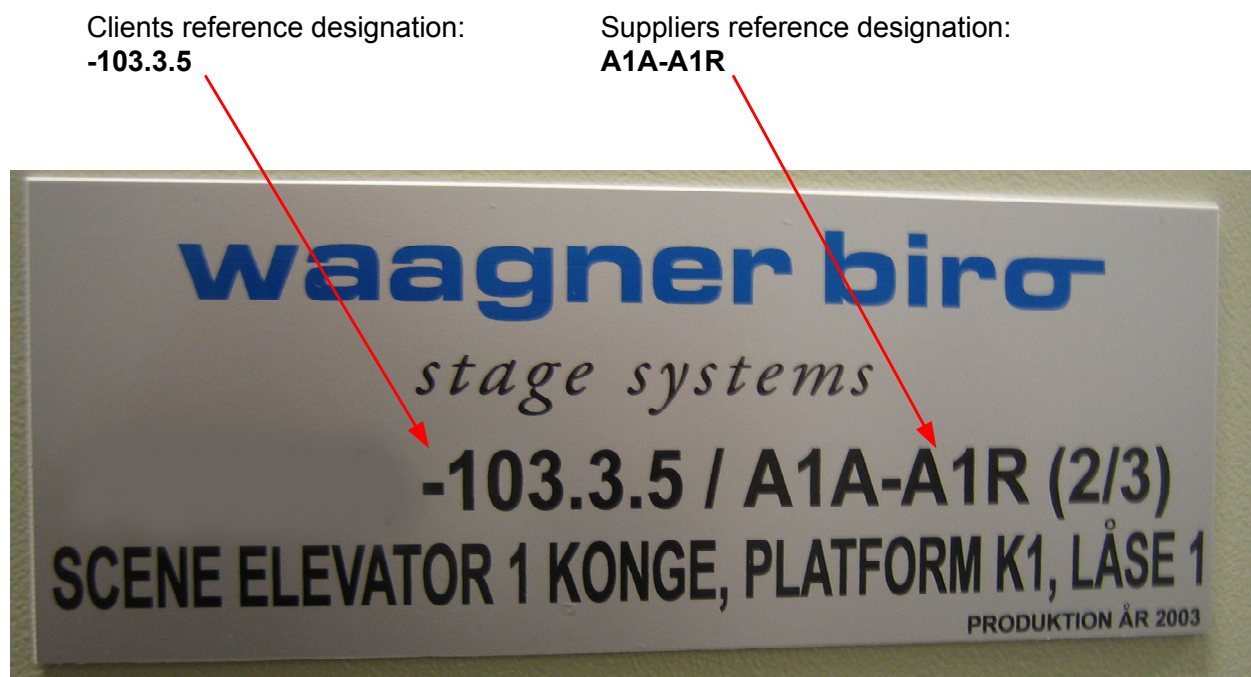 Clients reference designation:
-103.3.5
Suppliers reference designation:
A1A-A1R
waagner biro
stage systems
-103.3.5 / A1A-A1R (2/3)
SCENE ELEVATOR 1 KONGE, PLATFORM K1, LÅSE 1
PRODUKTION ÅR 2003